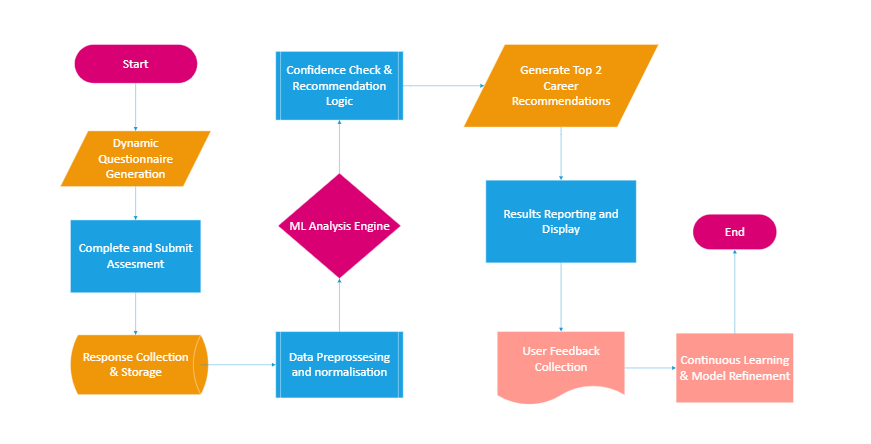 Start
Dynamic
Questionnaire
Generation
Complete and Submit
Assesment
Response Collection
& Storage
Data Preprossesing
and normalisation
ML Analysis Engine
Confidence Check &
Recommendation
Logic
Generate Top 2
Career
Recommendations
Results Reporting and
Display
User Feedback
Collection
Continuous Learning
& Model Refinement
End